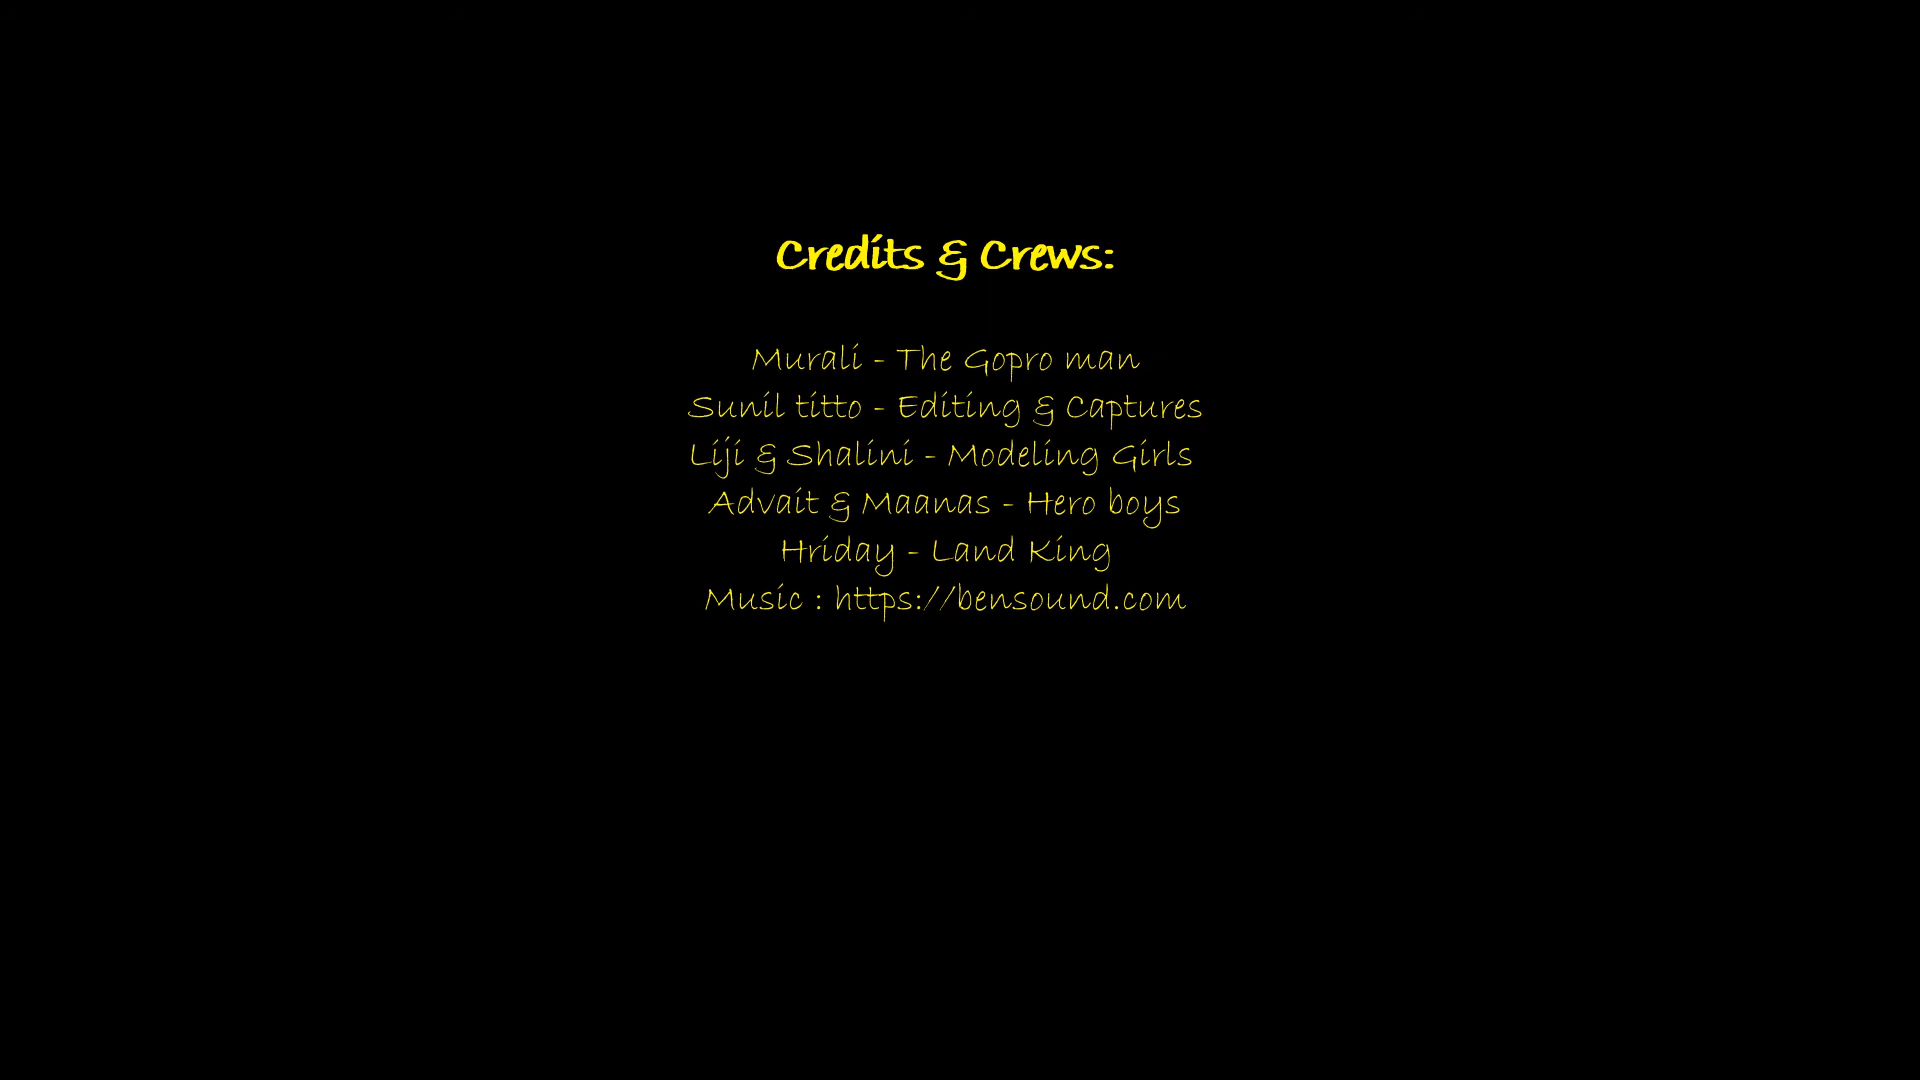 Credits & Crews:
Murali - The Gopro man
Sunil titto - Editing & Captures
Liji & Shalini - Modeling Girls
Advait & Maanas - Hero boys
Hriday - Land King
Music : https://bensound.com